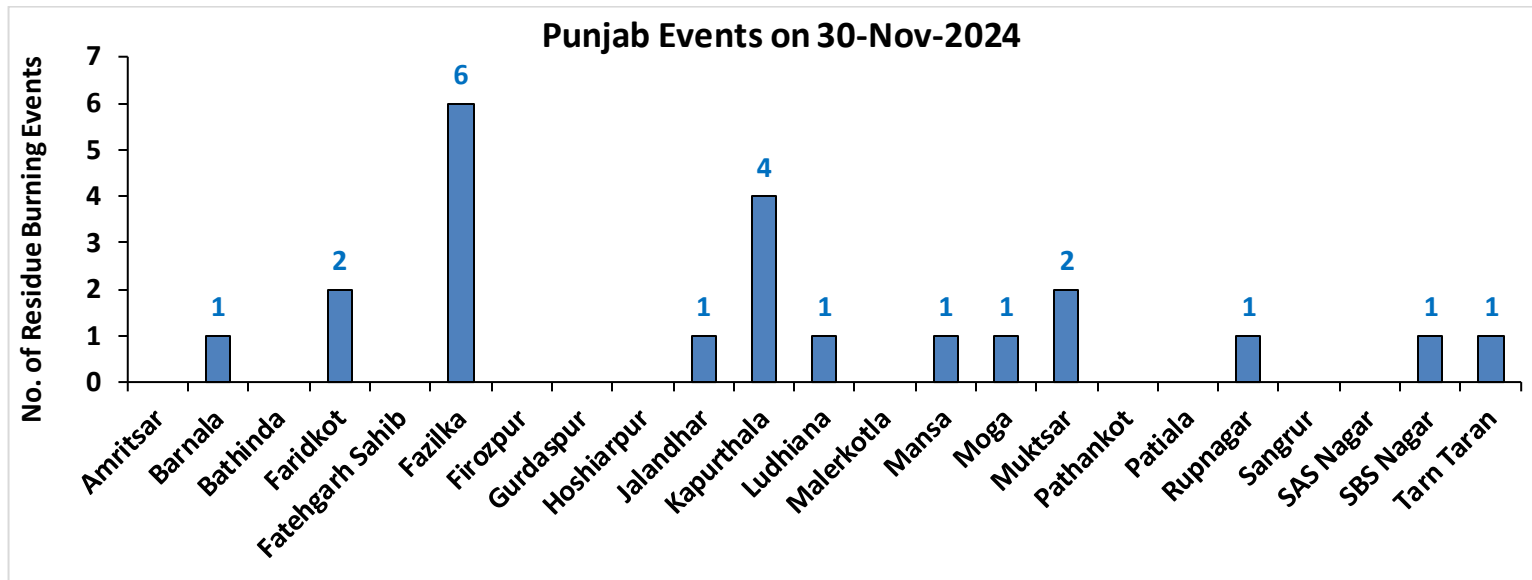 Punjab Events on 30-Nov-2024
No. of Residue Burning Events
7
6
5
4
3
2
1
0
1
2
6
1
4
1
1
1
2
1
1
1
Amritsar
Barnala
Bathinda
Faridkot
Fatehgarh Sahib
Fazilka
Firozpur
Gurdaspur
Hoshiarpur
Jalandhar
Kapurthala
Ludhiana
Malerkotla
Mansa
Moga
Muktsar
Pathankot
Patiala
Rupnagar
Sangrur
SAS Nagar
SBS Nagar
Tarn Taran